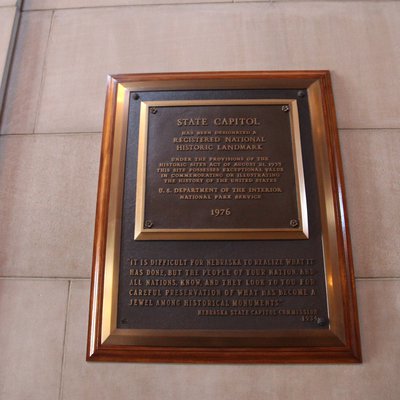 STATE CAPITOL
HAS BEEN DESIGNATED A
REGISTERED NATIONAL
HISTORIC LANDMARK
UNDER THE PROVISIONS OF THE
HISTORIC SITES ACT OF AUGUST 21, 1935
THIS SITE POSSESSES EXCEPTIONAL VALUE
IN COMMEMORATING OR ILLUSTRATING
THE HISTORY OF THE UNITED STATES
U.S. DEPARTMENT OF THE INTERIOR
NATIONAL PARK SERVICE
1976
"IT IS DIFFICULT FOR NEBRASKA TO REALIZE WHAT IT
HAS DONE, BUT THE PEOPLE OF YOUR NATION, AND
ALL NATIONS, KNOW, AND THEY LOOK TO YOU FOR
CAREFUL PRESERVATION OF WHAT HAS BECOME A
JEWEL AMONG HISTORICAL MONUMENTS."
NEBRASKA STATE CAPITOL COMMISSION
1934